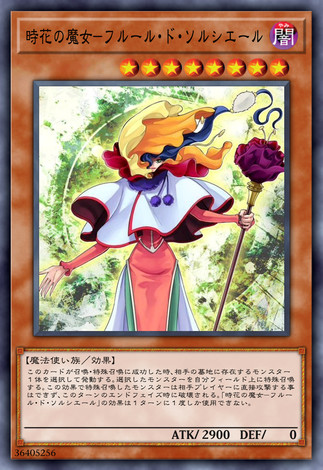 時花の魔女−フルール・ド・ソルシエール
闇
やみ
【魔法使い族／効果】
このカードが召喚・特殊召喚に成功した時、相手の墓地に存在するモンスター
１体を選択して発動する。選択したモンスターを自分フィールド上に特殊召喚
する。この効果で特殊召喚したモンスターは相手プレイヤーに直接攻撃する事
はできず、このターンのエンドフェイズ時に破壊される。「時花の魔女－フルー
ル・ド・ソルシエール」の効果は１ターンに１度しか使用できない。
ATK/ 2900 DEF/ 0
36405256